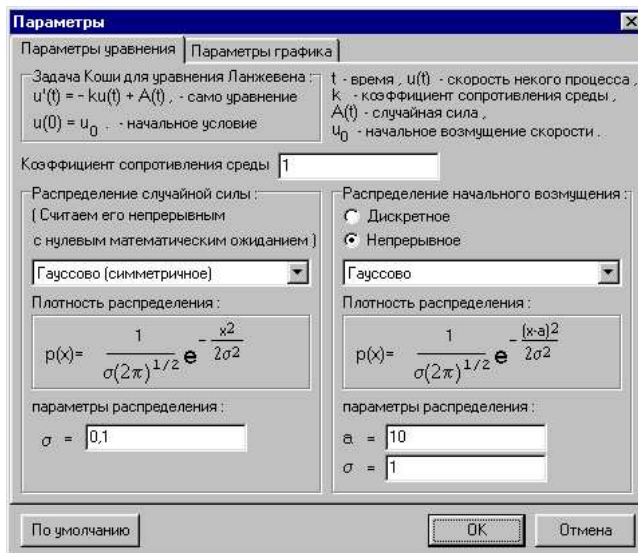 Параметры
Параметры уравнения
Параметры графика
Задача Коши для уравнения Ланжевена :
u'(t) = - ku(t) + A(t) , - само уравнение
u(0) = u₀ . - начальное условие
t - время , u(t) - скорость некого процесса ,
k - коэффициент сопротивления среды ,
A(t) - случайная сила ,
u₀ - начальное возмущение скорости .
Коэффициент сопротивления среды 1
Распределение случайной силы :
( Считаем его непрерывным
с нулевым математическим ожиданием )
Гауссово (симметричное)
Плотность распределения :
p(x)= 1 / σ(2π)^1/2 e^- x2 / 2σ2
параметры распределения :
σ = 0,1
Распределение начального возмущения :
Дискретное
Непрерывное
Гауссово
Плотность распределения :
p(x)= 1 / σ(2π)^1/2 e^- (x-a)2 / 2σ2
параметры распределения :
a = 10
σ = 1
По умолчанию
OK
Отмена